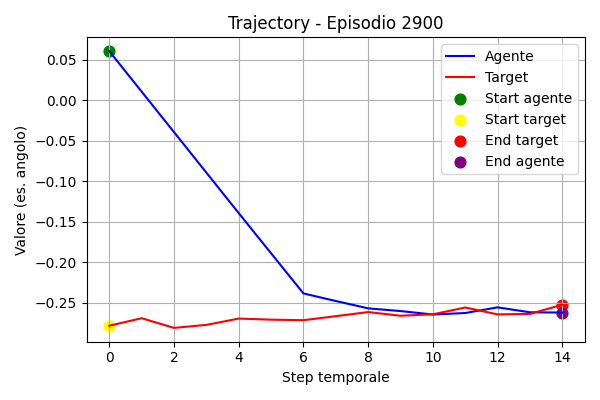 Trajectory - Episodio 2900
Valore (es. angolo)
0.05
0.00
−0.05
−0.10
−0.15
−0.20
−0.25
Agente
Target
Start agente
Start target
End target
End agente
0 2 4 6 8 10 12 14
Step temporale